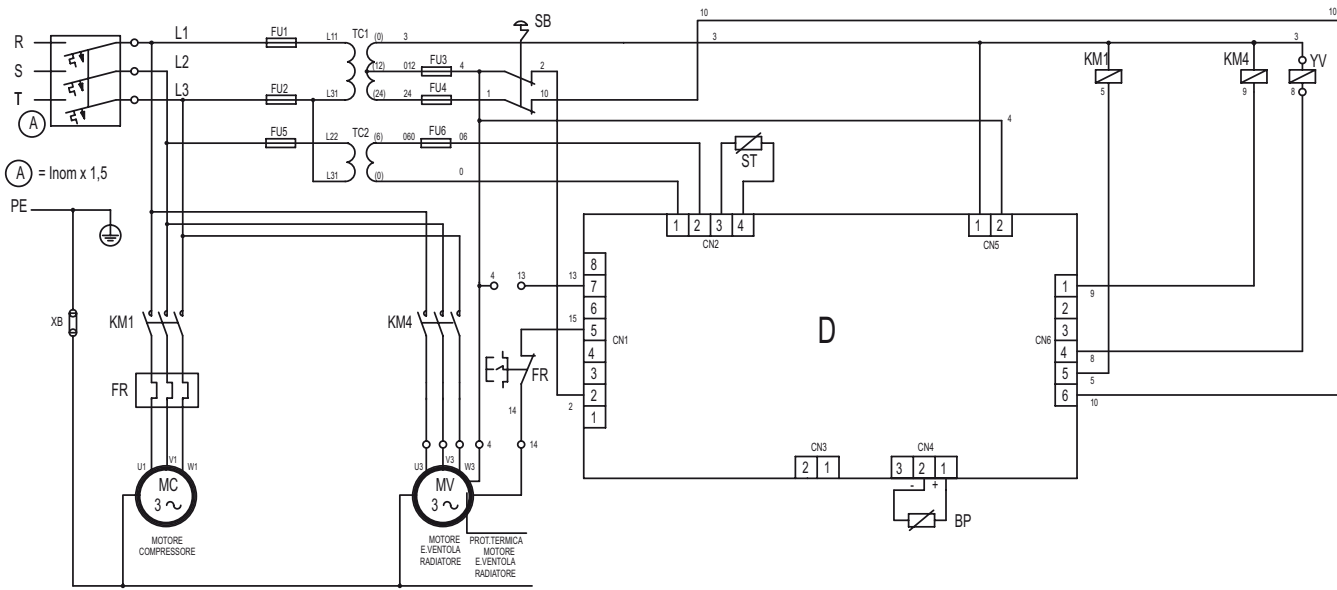 10 10
SB
R L1 FU1 L11 TC1 (0) 3 3 3
S L2 (12) 012 FU3 4 2 KM1 KM4 YV
T L3 FU2 L31 (24) 24 FU4 1 10 5 9 8
A
4
FU5 L22 TC2 (6) 060 FU6 06
ST
A = Inom x 1,5
L31 (0) 0
PE
1 2 3 4
CN2
1 2
CN5
8
4 13 13 7
6
15 5
4
3
2 2
1
CN1
D
1 9
2
3
4 8
5 5
6 10
CN6
XB
KM1
KM4
FR
FR
14
4 14
U1 V1 W1
U3 V3 W3
MC
3 ~
MV
3 ~
CN3
2 1
CN4
3 2 1
- +
BP
MOTORE
COMPRESSORE
MOTORE
E.VENTOLA
RADIATORE
PROT.TERMICA
MOTORE
E.VENTOLA
RADIATORE